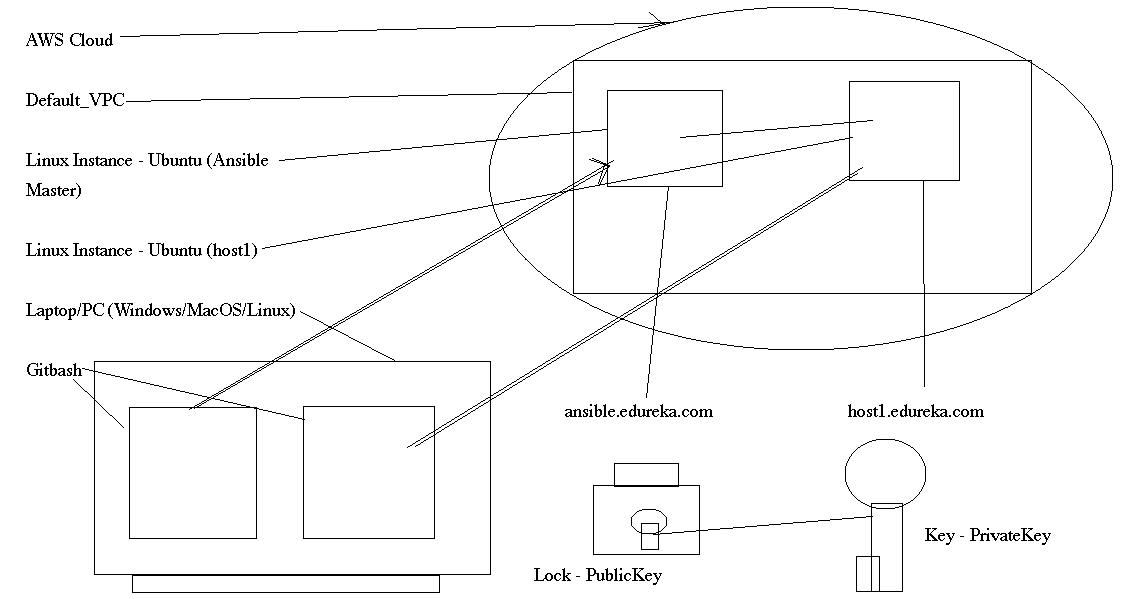 AWS Cloud
Default_VPC
Linux Instance - Ubuntu (Ansible
Master)
Linux Instance - Ubuntu (host1)
Laptop/PC (Windows/MacOS/Linux)
Gitbash
ansible.edureka.com
host1.edureka.com
Key - PrivateKey
Lock - PublicKey